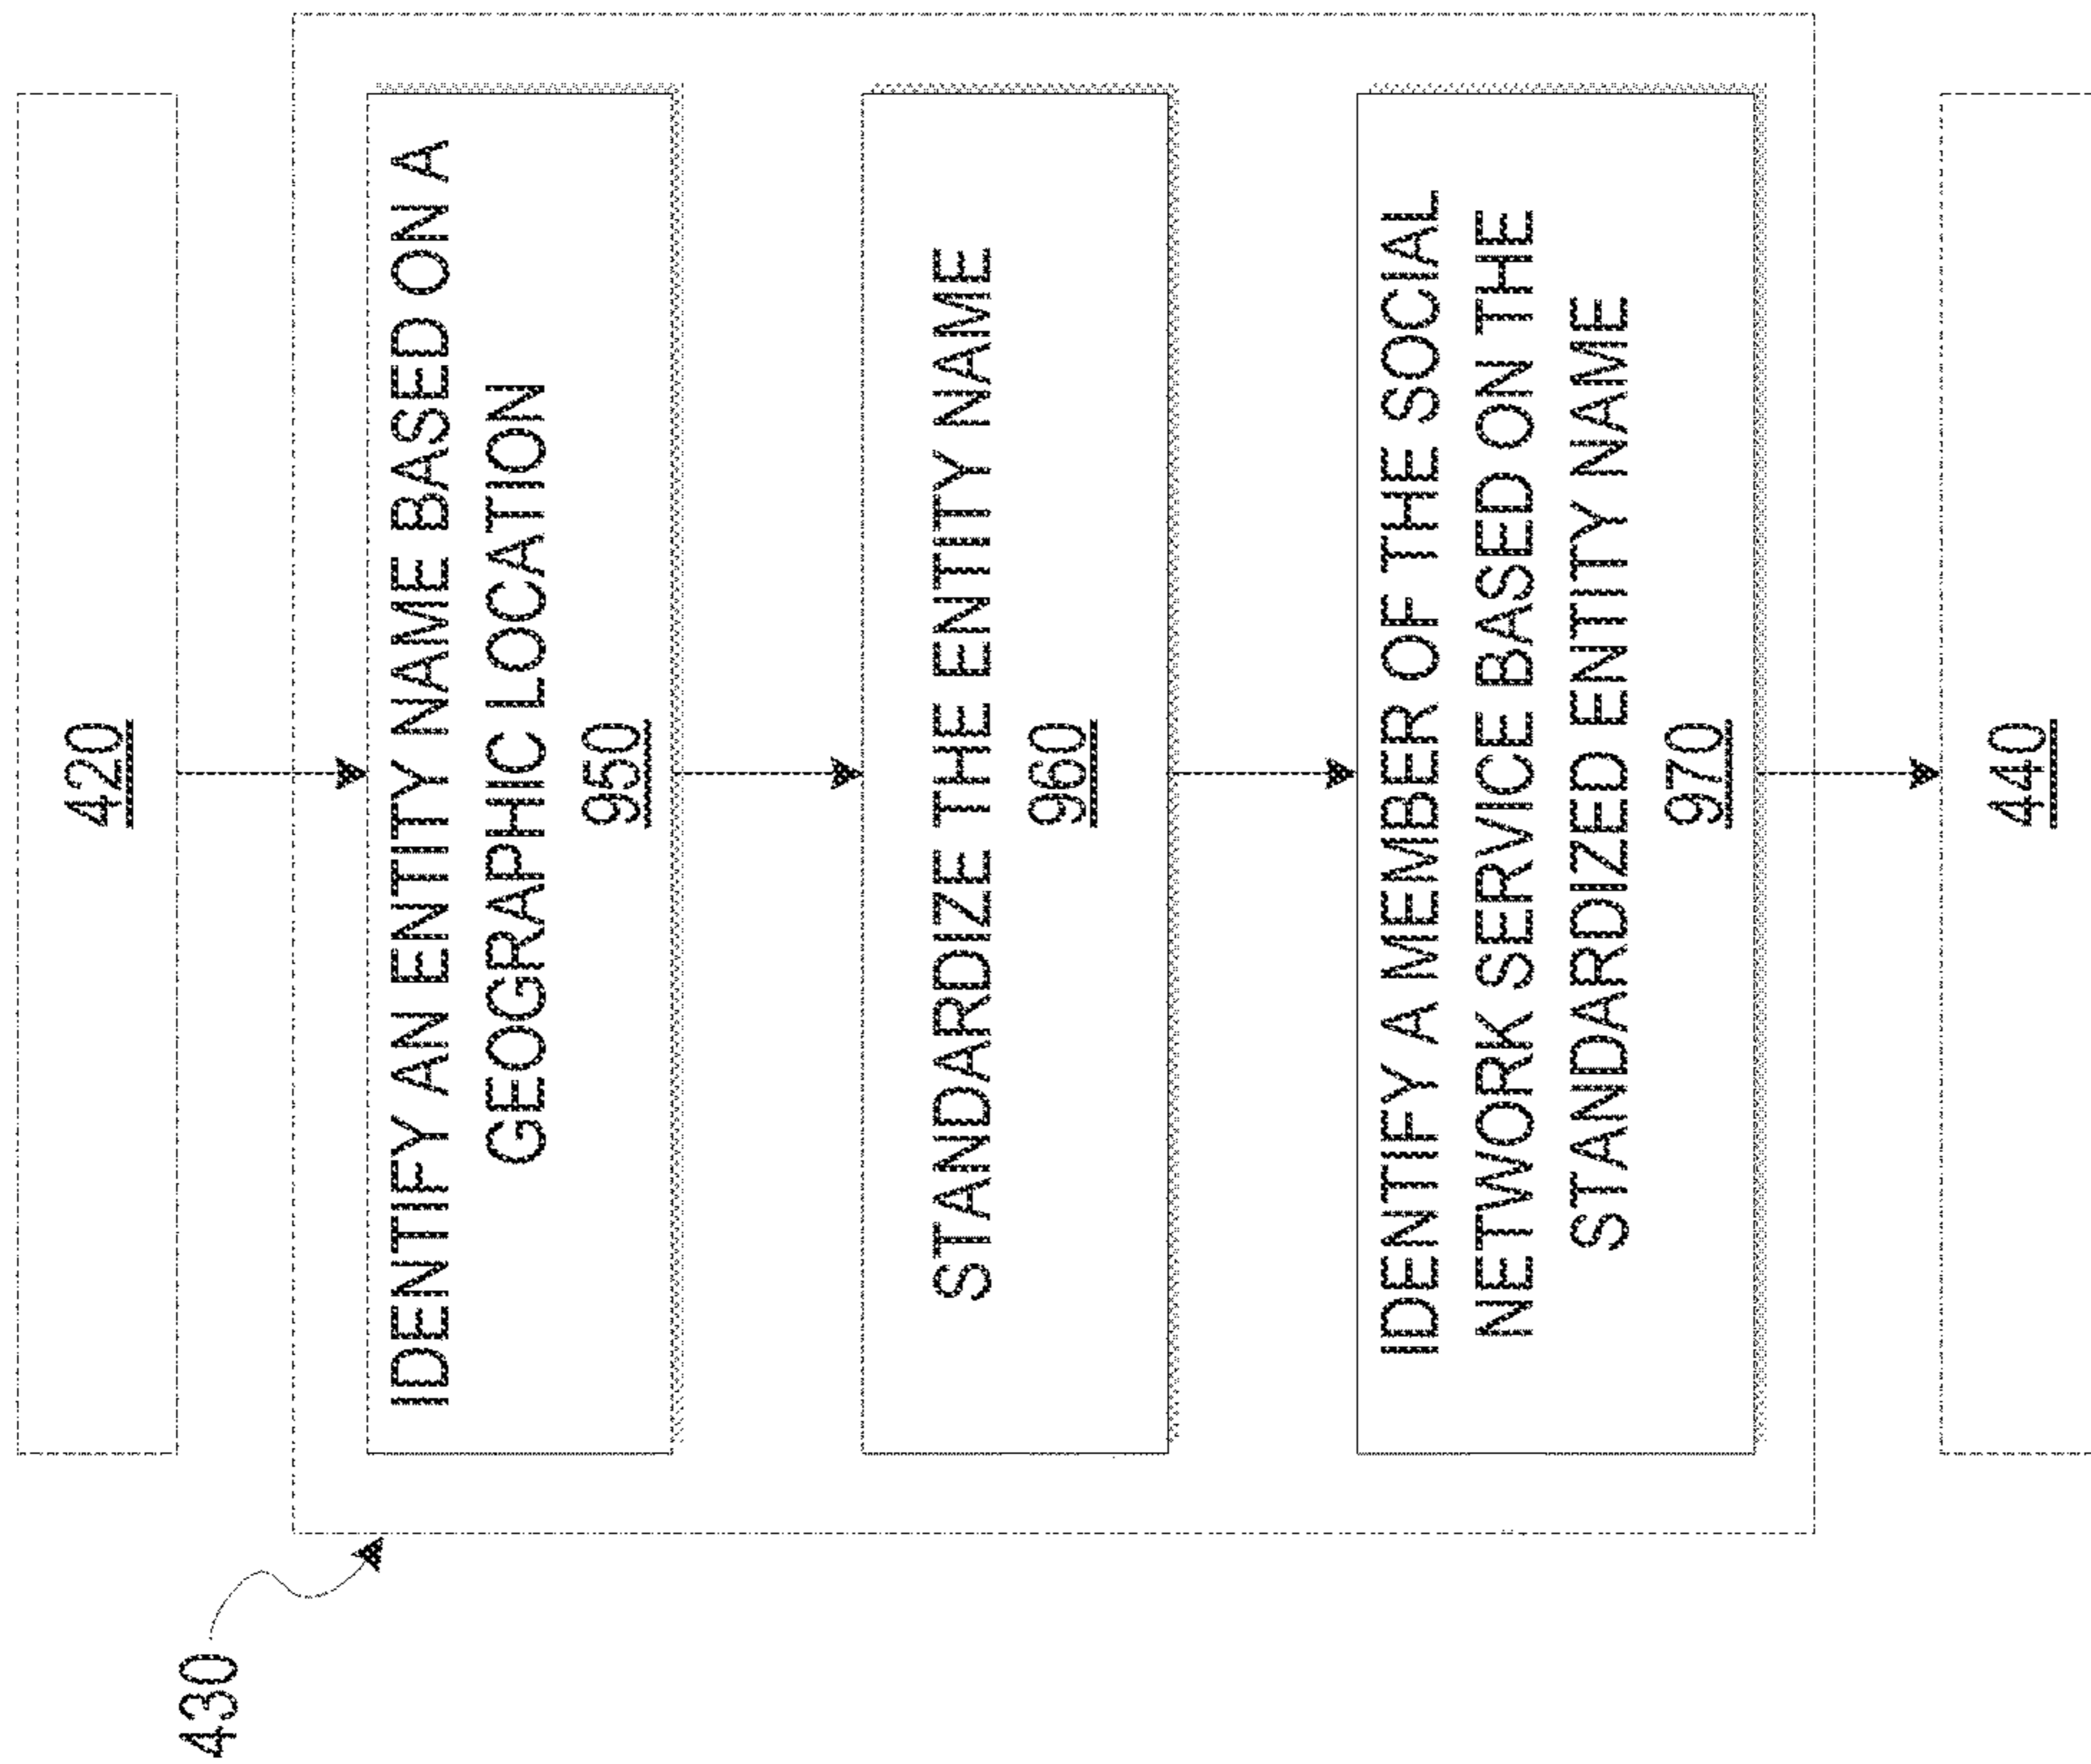 430
420
IDENTIFY AN ENTITY NAME BASED ON A
GEOGRAPHIC LOCATION
950
STANDARDIZE THE ENTITY NAME
960
IDENTIFY A MEMBER OF THE SOCIAL
NETWORK SERVICE BASED ON THE
STANDARDIZED ENTITY NAME
970
440